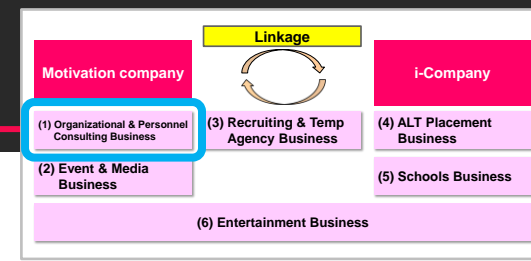 Linkage
Motivation company
i-Company
(1) Organizational & Personnel
Consulting Business
(3) Recruiting & Temp
Agency Business
(4) ALT Placement
Business
(2) Event & Media
Business
(5) Schools Business
(6) Entertainment Business